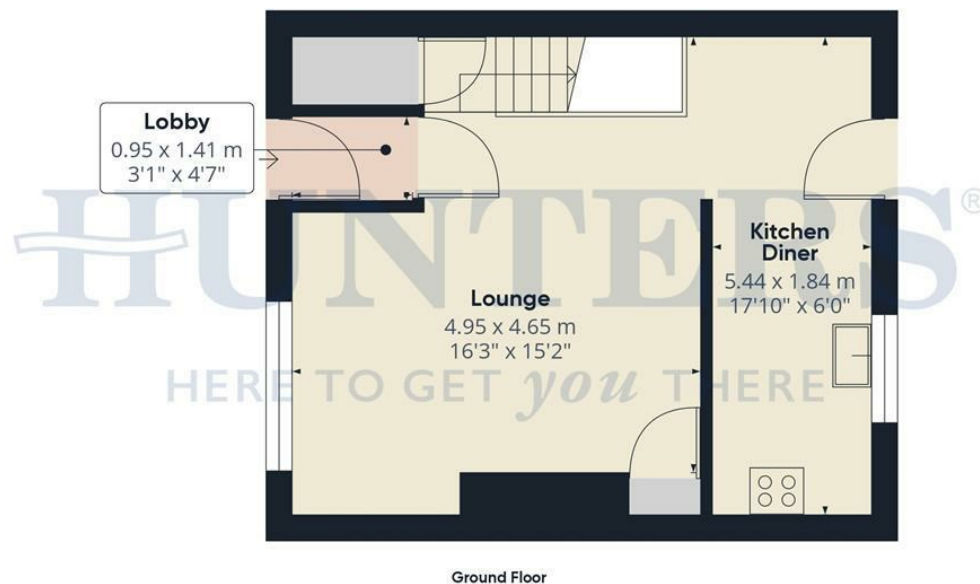 Lobby
0.95 x 1.41 m
3'1" x 4'7"
HUNTERS®
Kitchen
Diner
5.44 x 1.84 m
17'10" x 6'0"
Lounge
4.95 x 4.65 m
16'3" x 15'2"
HERE TO GET you THERE
Ground Floor